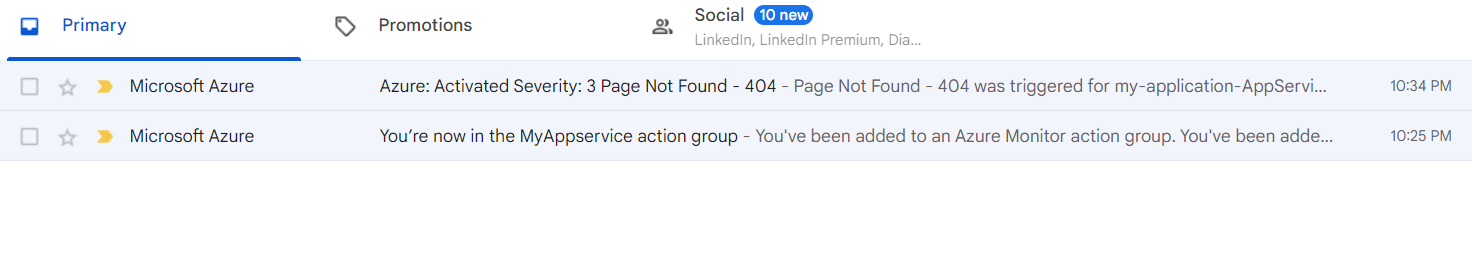 Primary
Promotions
Social 10 new
LinkedIn, LinkedIn Premium, Dia...
Microsoft Azure Azure: Activated Severity: 3 Page Not Found - 404 - Page Not Found - 404 was triggered for my-application-AppServi... 10:34 PM
Microsoft Azure You’re now in the MyAppservice action group - You've been added to an Azure Monitor action group. You've been adde... 10:25 PM